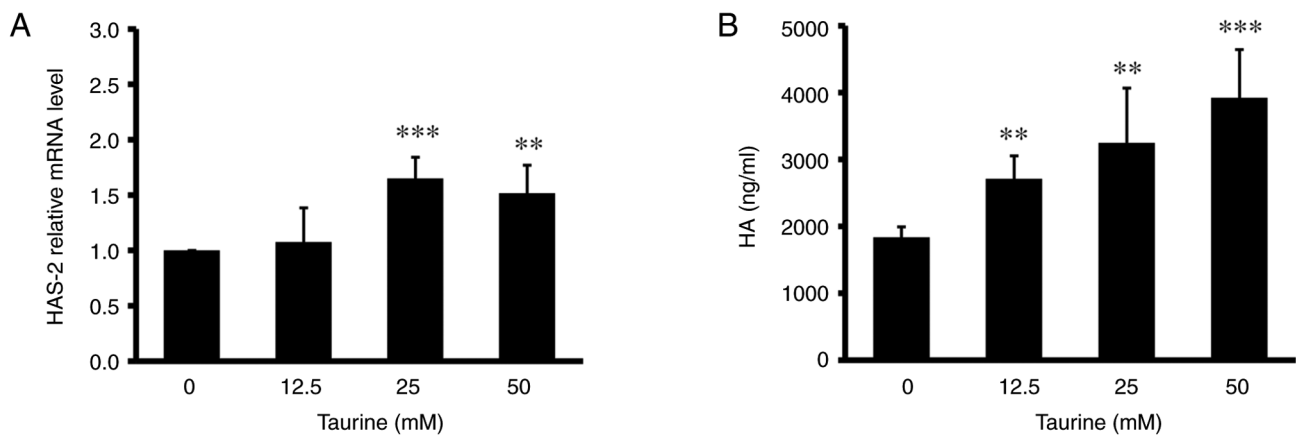 A
HAS-2 relative mRNA level
3.0
2.5
2.0
1.5
1.0
0.5
0.0
***
**
0 12.5 25 50
Taurine (mM)
B
HA (ng/ml)
5000
4000
3000
2000
1000
0
**
**
***
0 12.5 25 50
Taurine (mM)